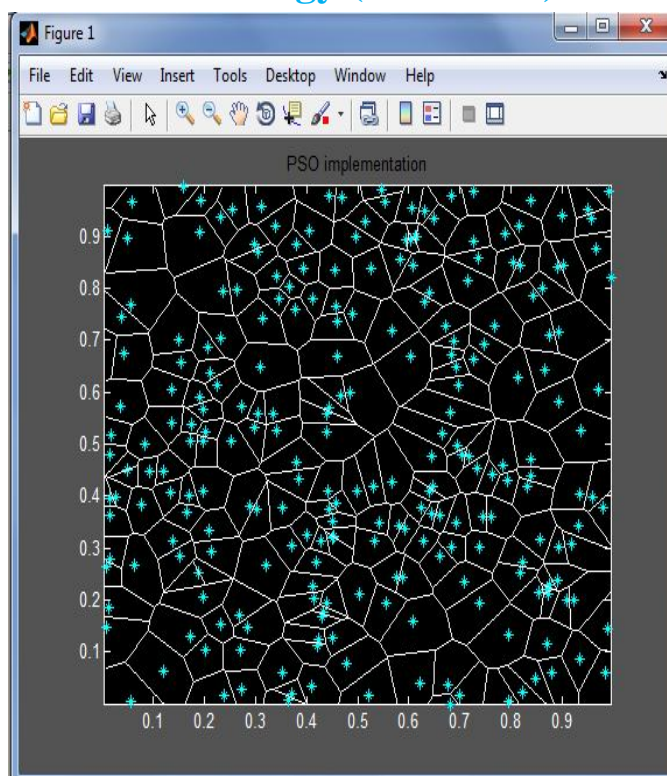 Figure 1
File Edit View Insert Tools Desktop Window Help
PSO implementation
0.9
0.8
0.7
0.6
0.5
0.4
0.3
0.2
0.1
0.1 0.2 0.3 0.4 0.5 0.6 0.7 0.8 0.9